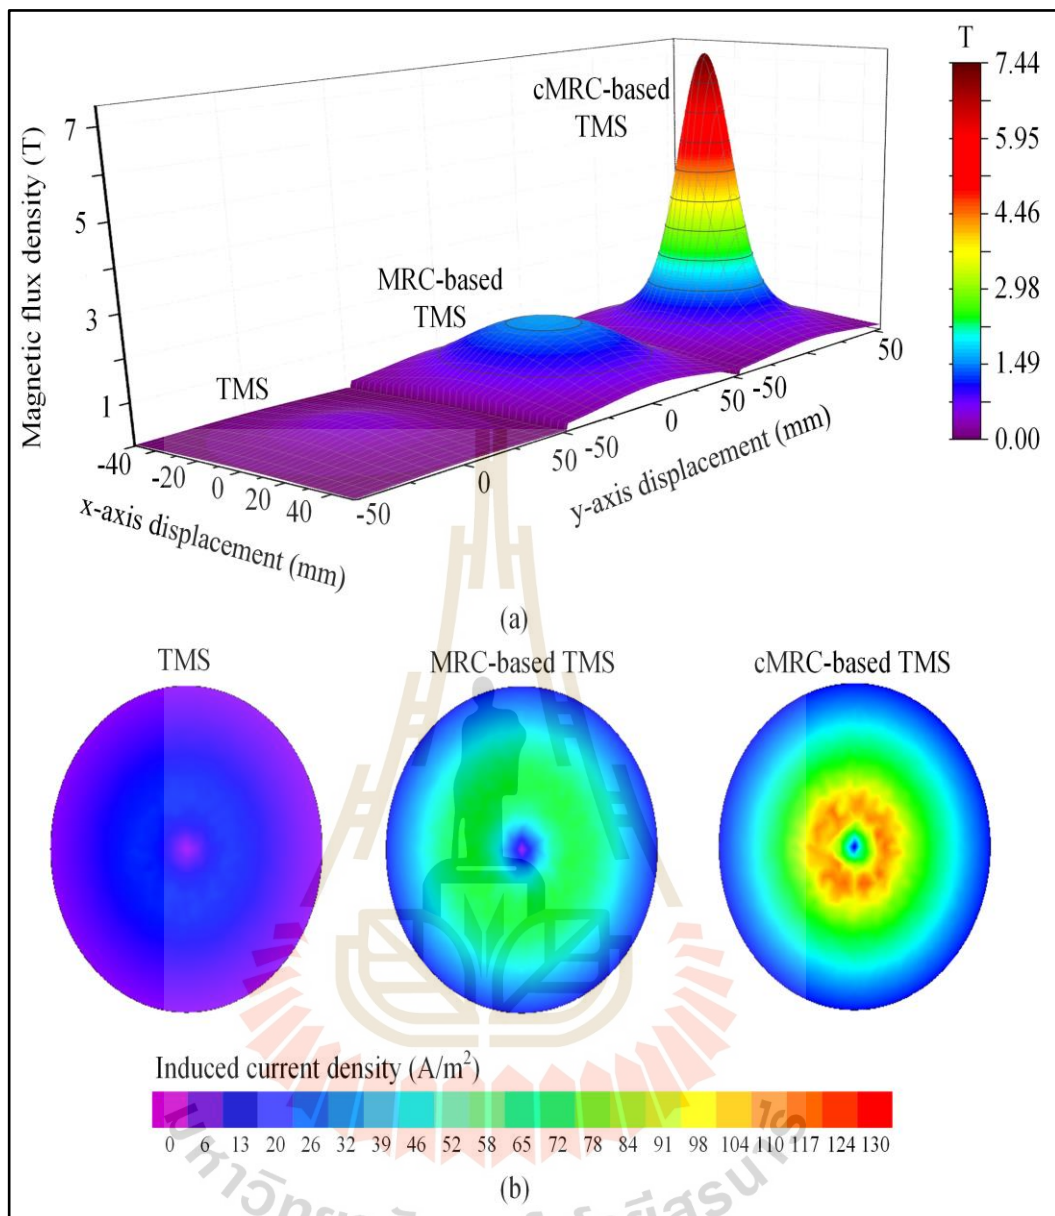 cMRC-based
TMS
T
7.44
5.95
4.46
2.98
1.49
0.00
Magnetic flux density (T)
7
5
3
1
MRC-based
TMS
TMS
-40
-20
0
20
40
x-axis displacement (mm)
-50
0
50
-50
0
50
-50
50
y-axis displacement (mm)
(a)
TMS
MRC-based TMS
cMRC-based TMS
Induced current density (A/m²)
0 6 13 20 26 32 39 46 52 58 65 72 78 84 91 98 104 110 117 124 130
(b)